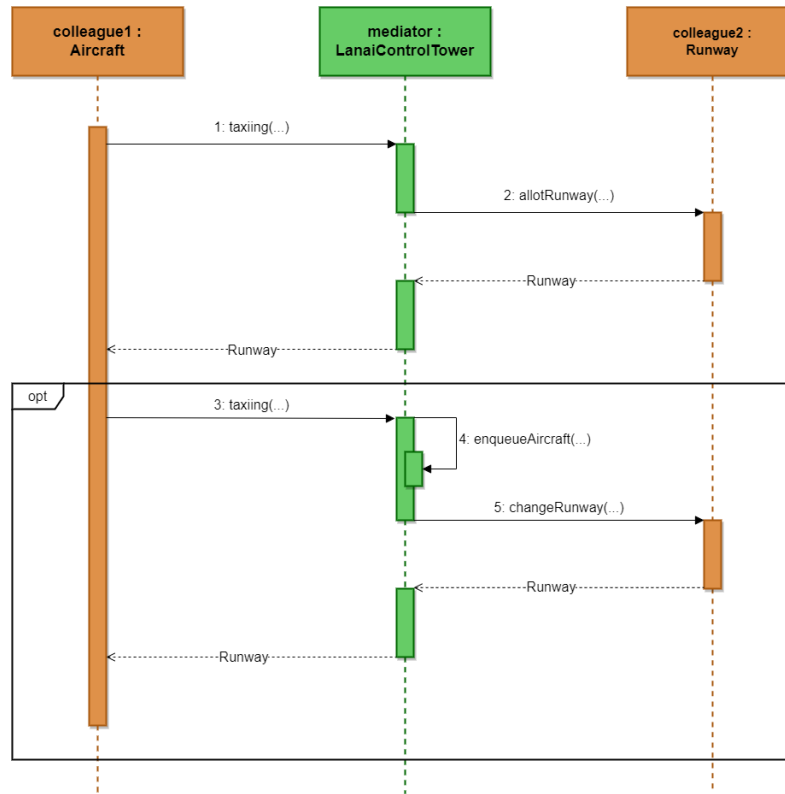 colleague1 :
Aircraft
mediator :
LanaiControlTower
colleague2 :
Runway
1: taxiing(...)
2: allotRunway(...)
Runway
Runway
opt
3: taxiing(...)
4: enqueueAircraft(...)
5: changeRunway(...)
Runway
Runway